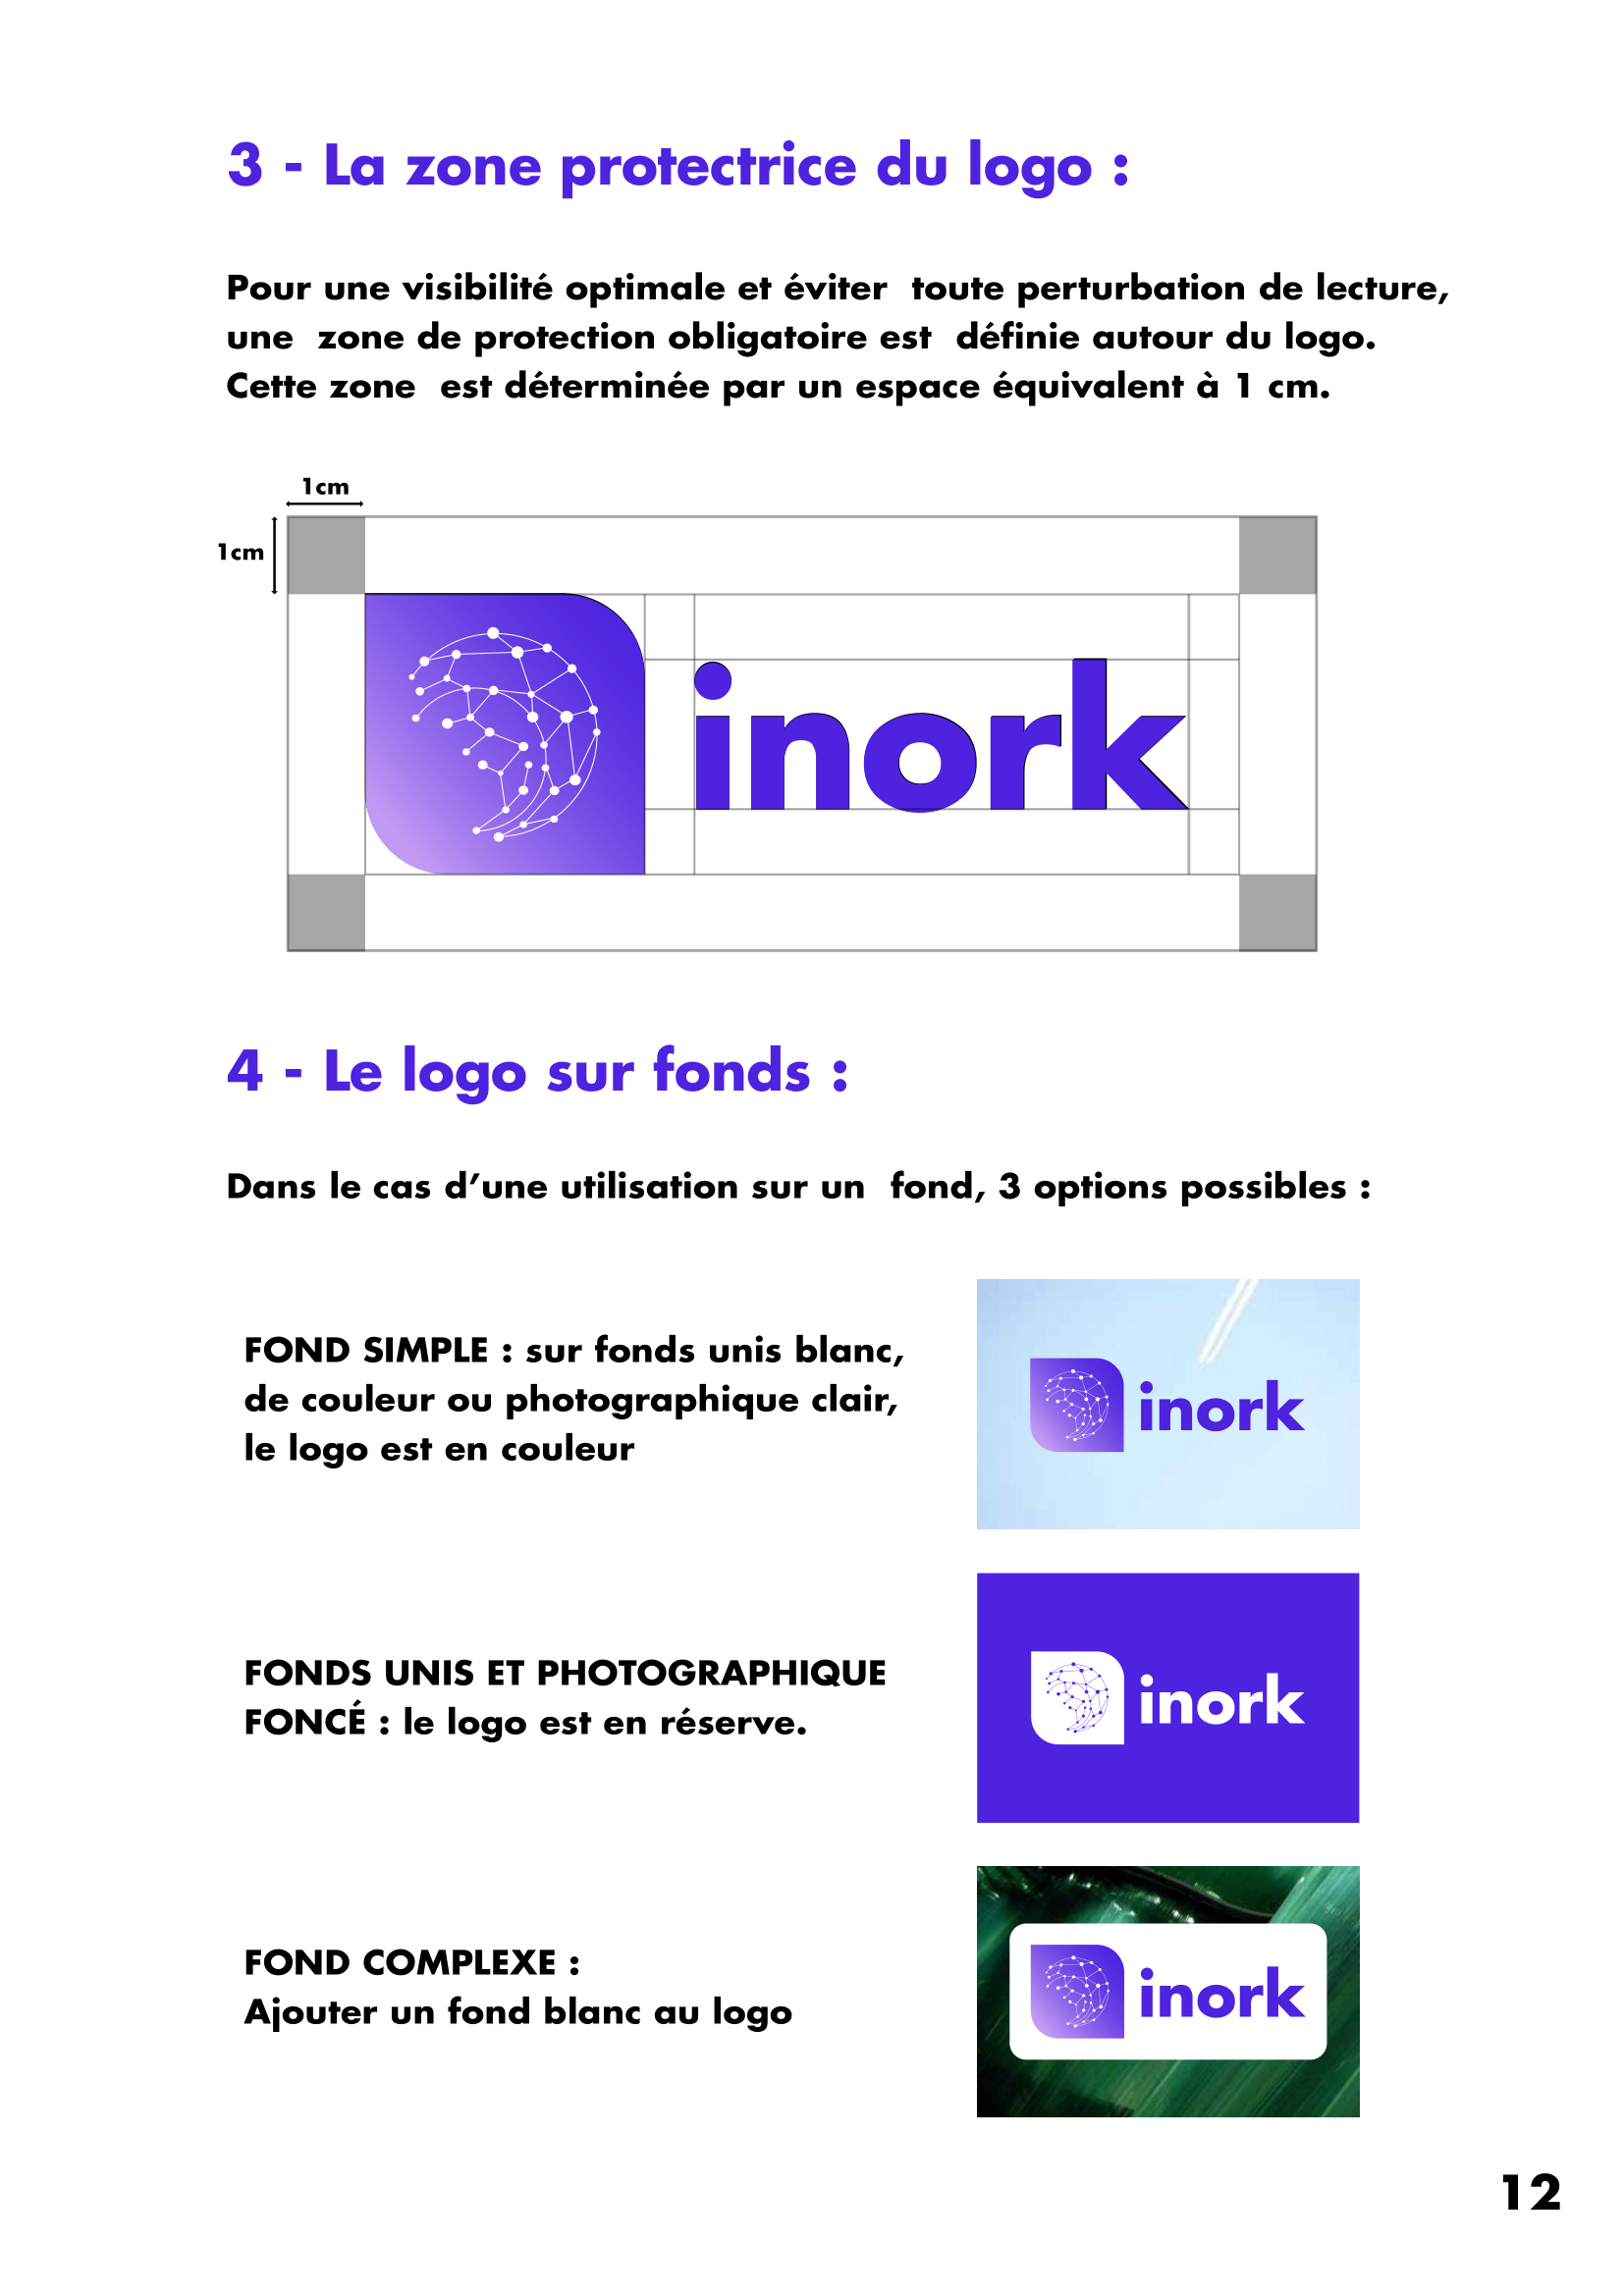 3 - La zone protectrice du logo :
Pour une visibilité optimale et éviter toute perturbation de lecture,
une zone de protection obligatoire est définie autour du logo.
Cette zone est déterminée par un espace équivalent à 1 cm.
1cm
1cm
inork
4 - Le logo sur fonds :
Dans le cas d’une utilisation sur un fond, 3 options possibles :
FOND SIMPLE : sur fonds unis blanc,
de couleur ou photographique clair,
le logo est en couleur
inork
FONDS UNIS ET PHOTOGRAPHIQUE
FONCÉ : le logo est en réserve.
inork
FOND COMPLEXE :
Ajouter un fond blanc au logo
inork
12